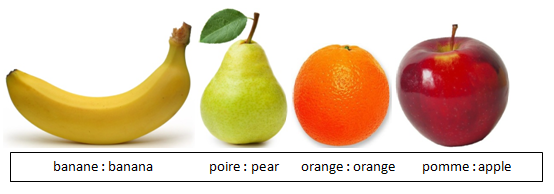 banane : banana poire : pear orange : orange pomme : apple